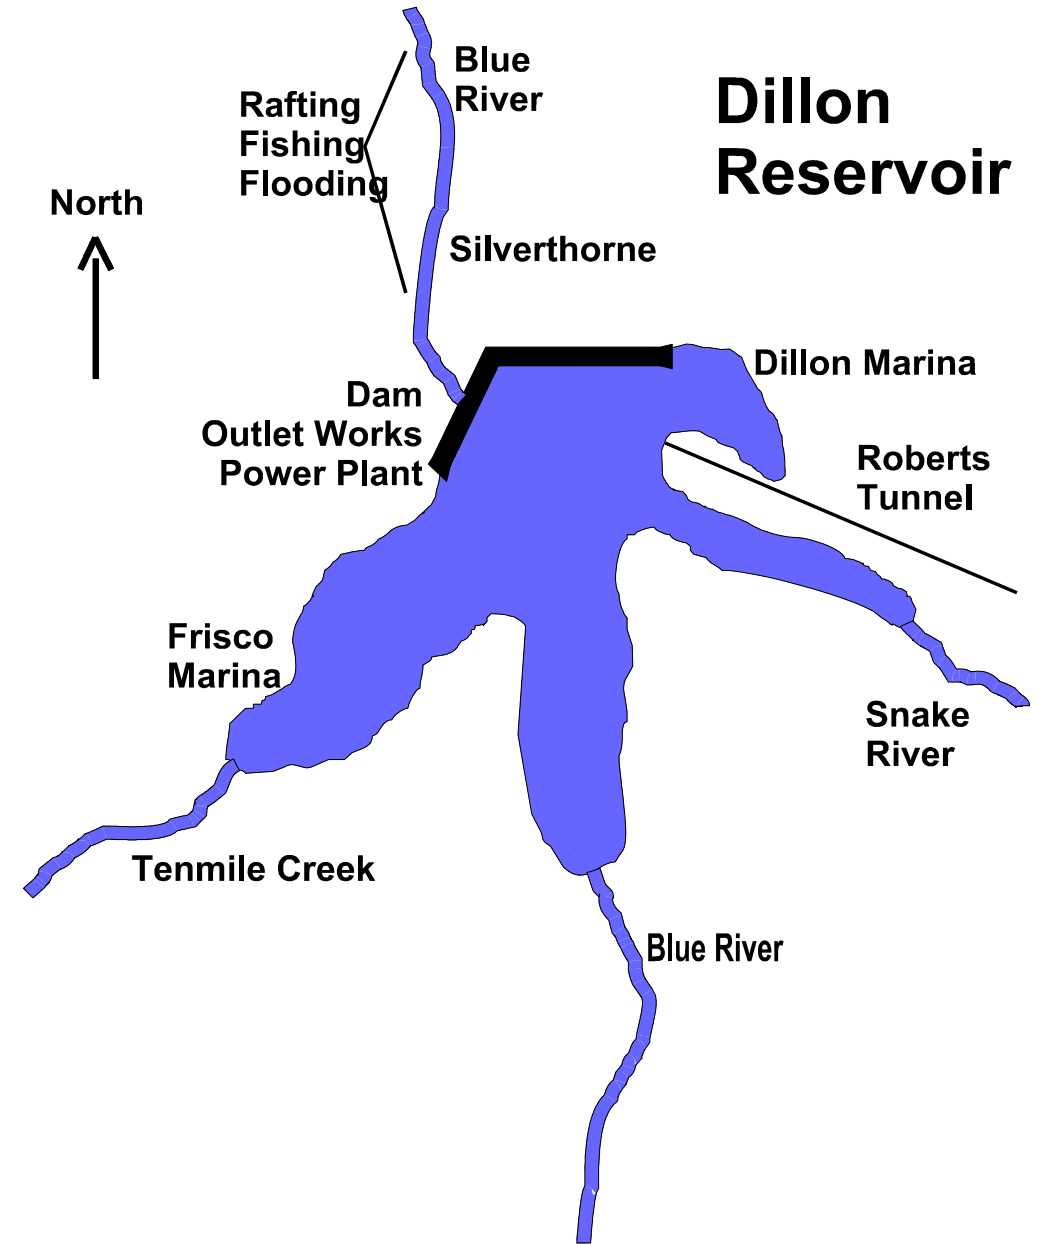 Blue
River
Dillon
Reservoir
Rafting
Fishing
Flooding
North
Silverthorne
Dillon Marina
Dam
Outlet Works
Power Plant
Roberts
Tunnel
Frisco
Marina
Snake
River
Tenmile Creek
Blue River